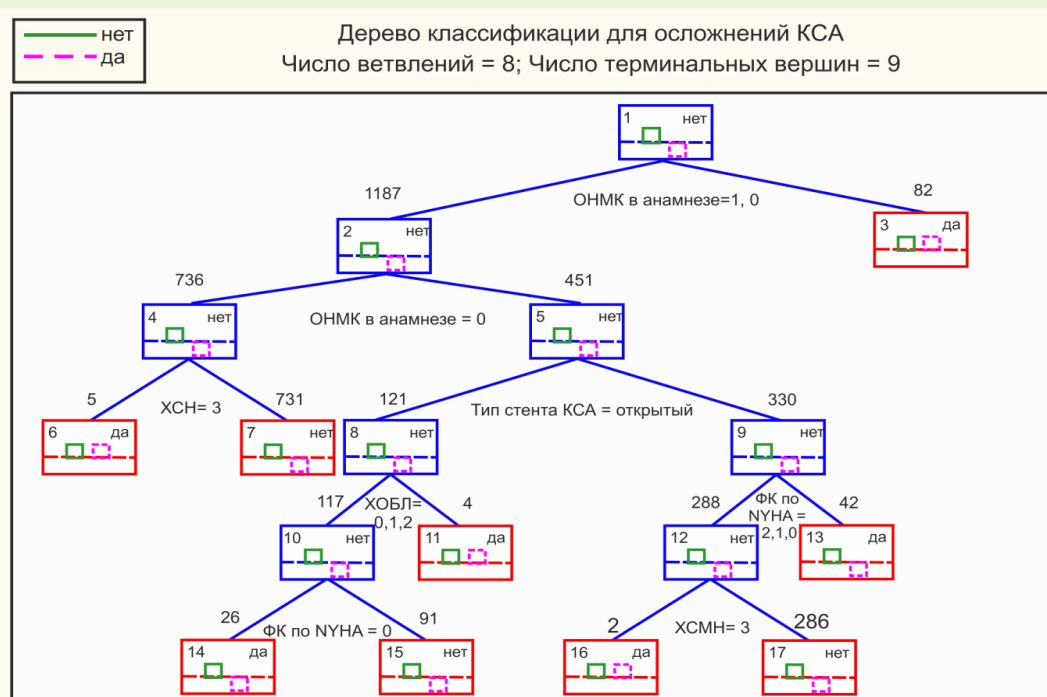 нет
да
Дерево классификации для осложнений КСА
Число ветвлений = 8; Число терминальных вершин = 9
1 нет
1187
ОНМК в анамнезе=1, 0
82
2 нет
3 да
736
ОНМК в анамнезе = 0
451
4 нет
5 нет
5
ХСН= 3
731
121
Тип стента КСА = открытый
330
6 да
7 нет
8 нет
9 нет
117
ХОБЛ=
0,1,2
4
288
ФК по
NYHA =
2,1,0
42
10 нет
11 да
12 нет
13 да
26
ФК по NYHA = 0
91
2
ХСМН= 3
286
14 да
15 нет
16 да
17 нет